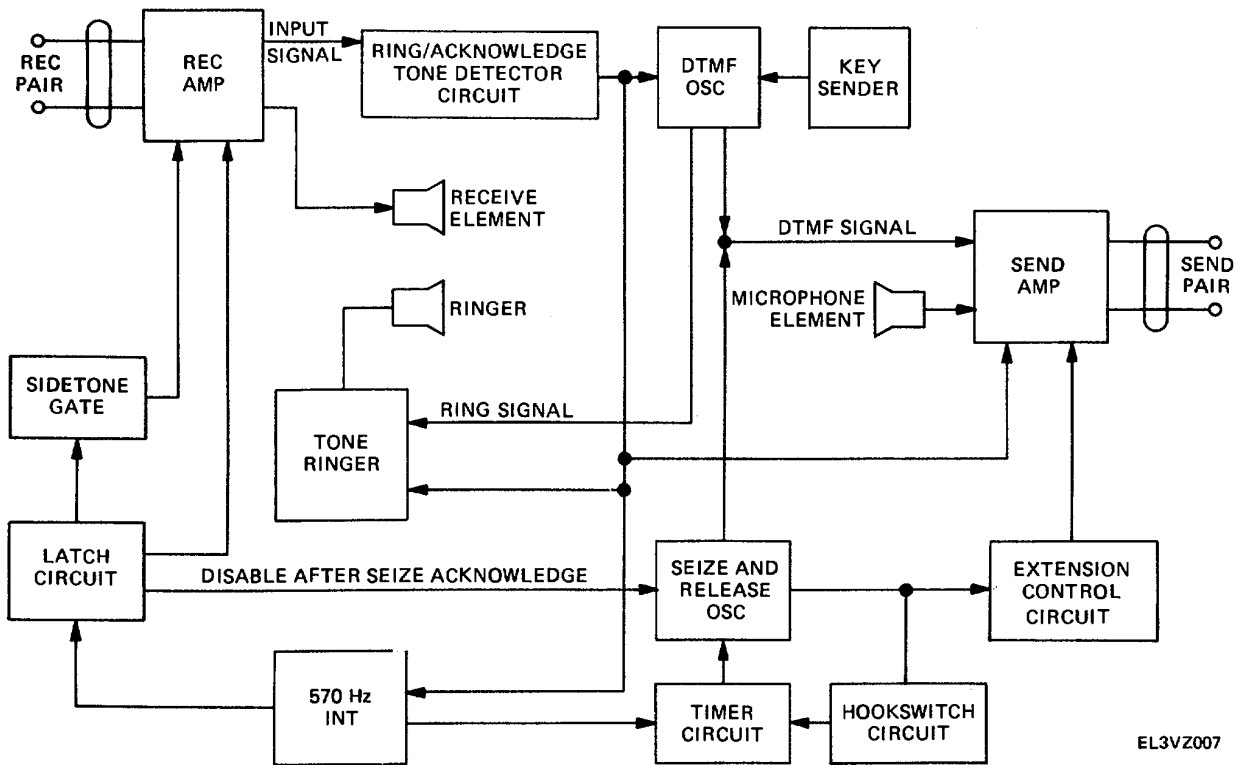 REC
PAIR
REC
AMP
INPUT
SIGNAL
RING/ACKNOWLEDGE
TONE DETECTOR
CIRCUIT
DTMF
OSC
KEY
SENDER
RECEIVE
ELEMENT
DTMF SIGNAL
SEND
AMP
SEND
PAIR
MICROPHONE
ELEMENT
RINGER
SIDETONE
GATE
RING SIGNAL
TONE
RINGER
LATCH
CIRCUIT
DISABLE AFTER SEIZE ACKNOWLEDGE
SEIZE AND
RELEASE
OSC
EXTENSION
CONTROL
CIRCUIT
570 Hz
INT
TIMER
CIRCUIT
HOOKSWITCH
CIRCUIT
EL3VZ007